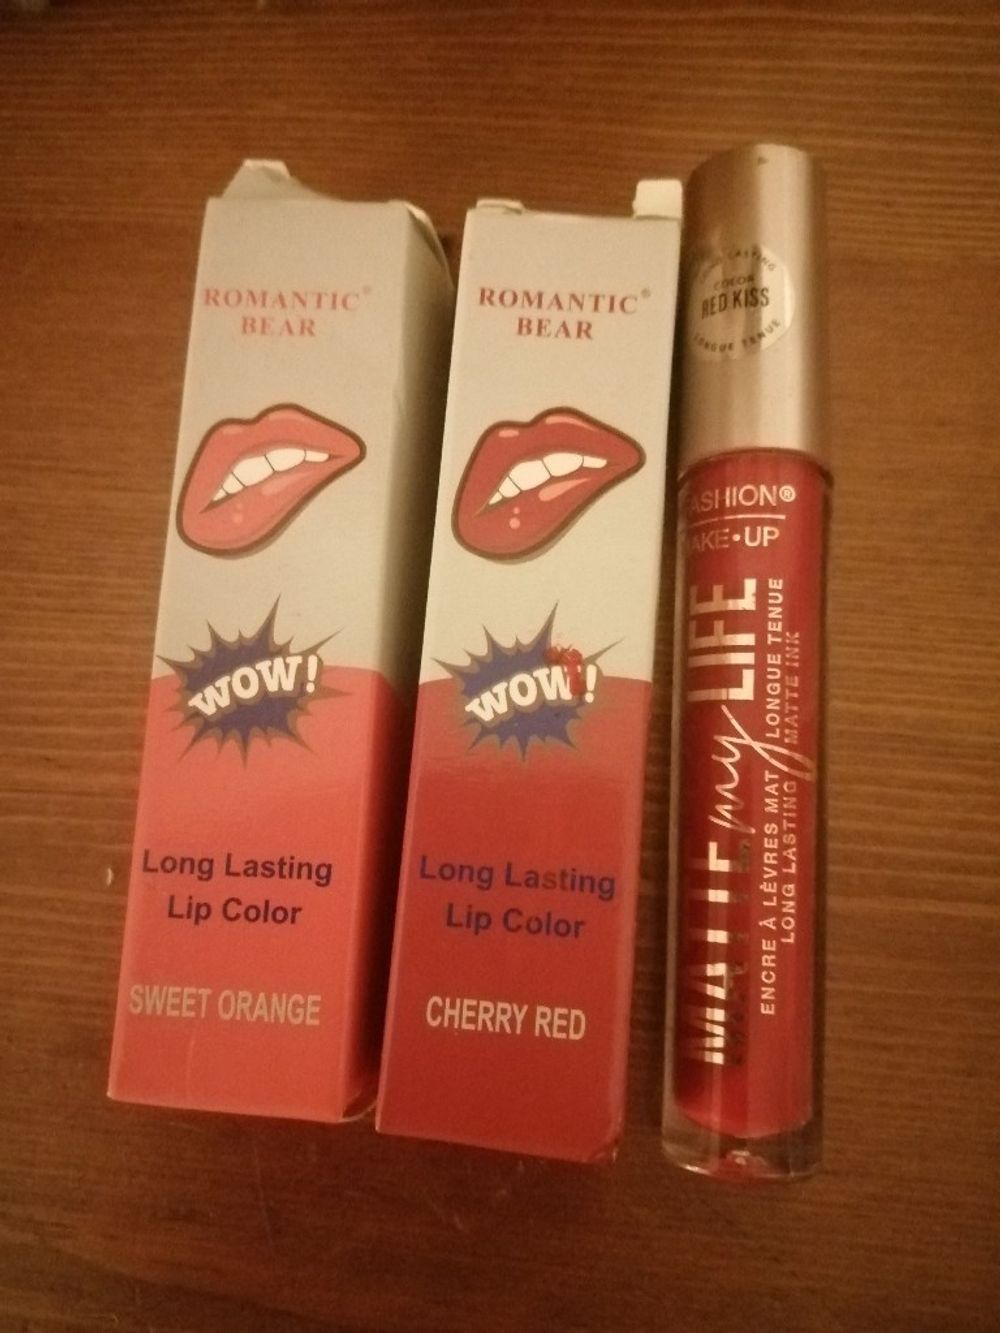 ROMANTIC®
BEAR
WOW!
Long Lasting
Lip Color
SWEET ORANGE
ROMANTIC®
BEAR
WOW!
Long Lasting
Lip Color
CHERRY RED
LONG LASTING
COLOR
RED KISS
LONGUE TENUE
FASHION®
MAKE•UP
MATTE my LIFE
ENCRE À LÈVRES MAT LONGUE TENUE
LONG LASTING MATTE INK